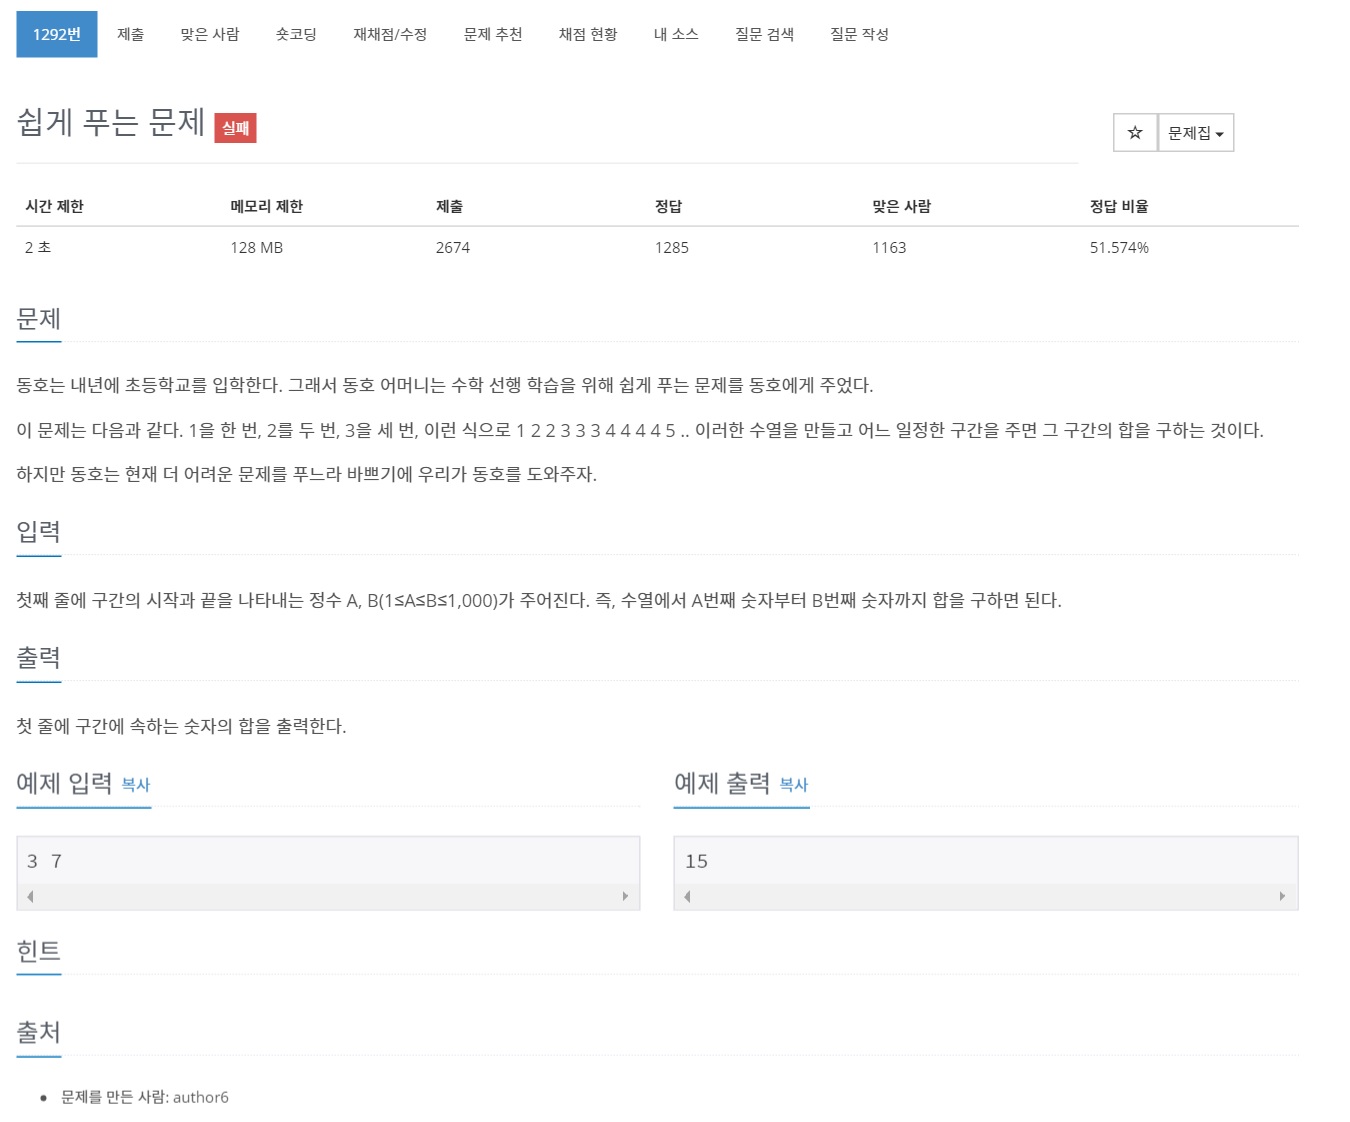 1292번 제출 맞은 사람 숏코딩 재채점/수정 문제 추천 채점 현황 내 소스 질문 검색 질문 작성
쉽게 푸는 문제 실패
☆ 문제집
시간 제한 메모리 제한 제출 정답 맞은 사람 정답 비율
2 초 128 MB 2674 1285 1163 51.574%
문제
동호는 내년에 초등학교를 입학한다. 그래서 동호 어머니는 수학 선행 학습을 위해 쉽게 푸는 문제를 동호에게 주었다.
이 문제는 다음과 같다. 1을 한 번, 2를 두 번, 3을 세 번, 이런 식으로 1 2 2 3 3 3 4 4 4 4 5 .. 이러한 수열을 만들고 어느 일정한 구간을 주면 그 구간의 합을 구하는 것이다.
하지만 동호는 현재 더 어려운 문제를 푸느라 바쁘기에 우리가 동호를 도와주자.
입력
첫째 줄에 구간의 시작과 끝을 나타내는 정수 A, B(1≤A≤B≤1,000)가 주어진다. 즉, 수열에서 A번째 숫자부터 B번째 숫자까지 합을 구하면 된다.
출력
첫 줄에 구간에 속하는 숫자의 합을 출력한다.
예제 입력 복사
3 7
예제 출력 복사
15
힌트
출처
문제를 만든 사람: author6